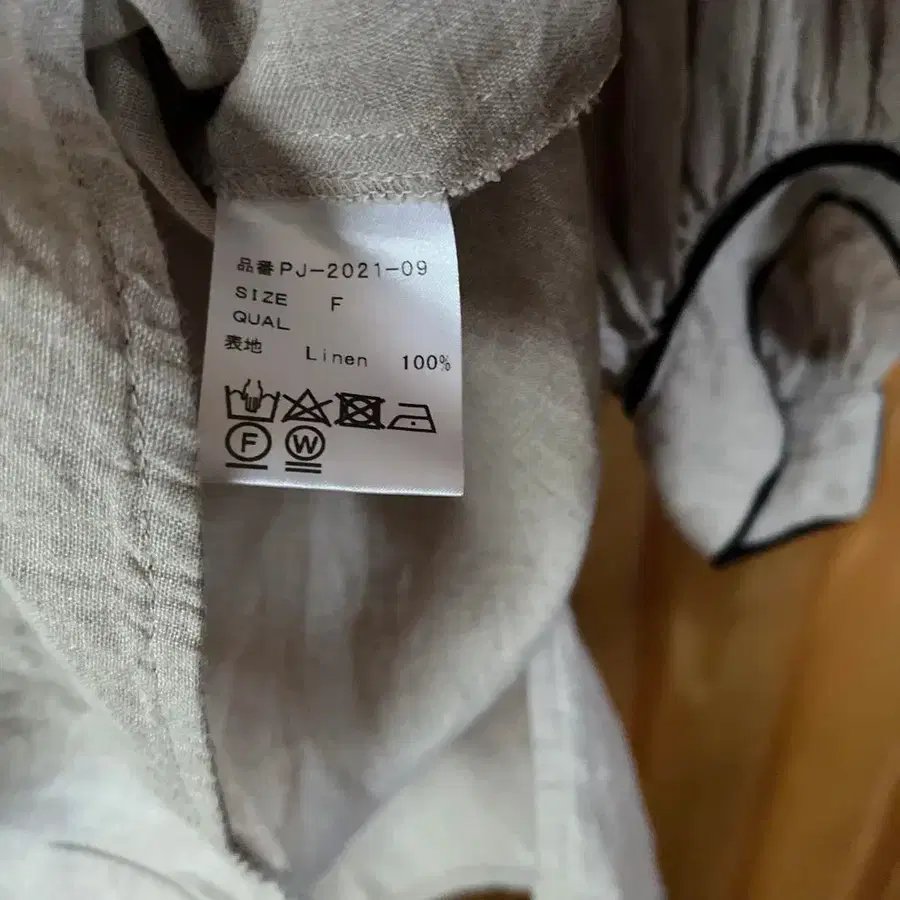 品番PJ-2021-09
SIZE F
QUAL
表地 Linen 100%
F W